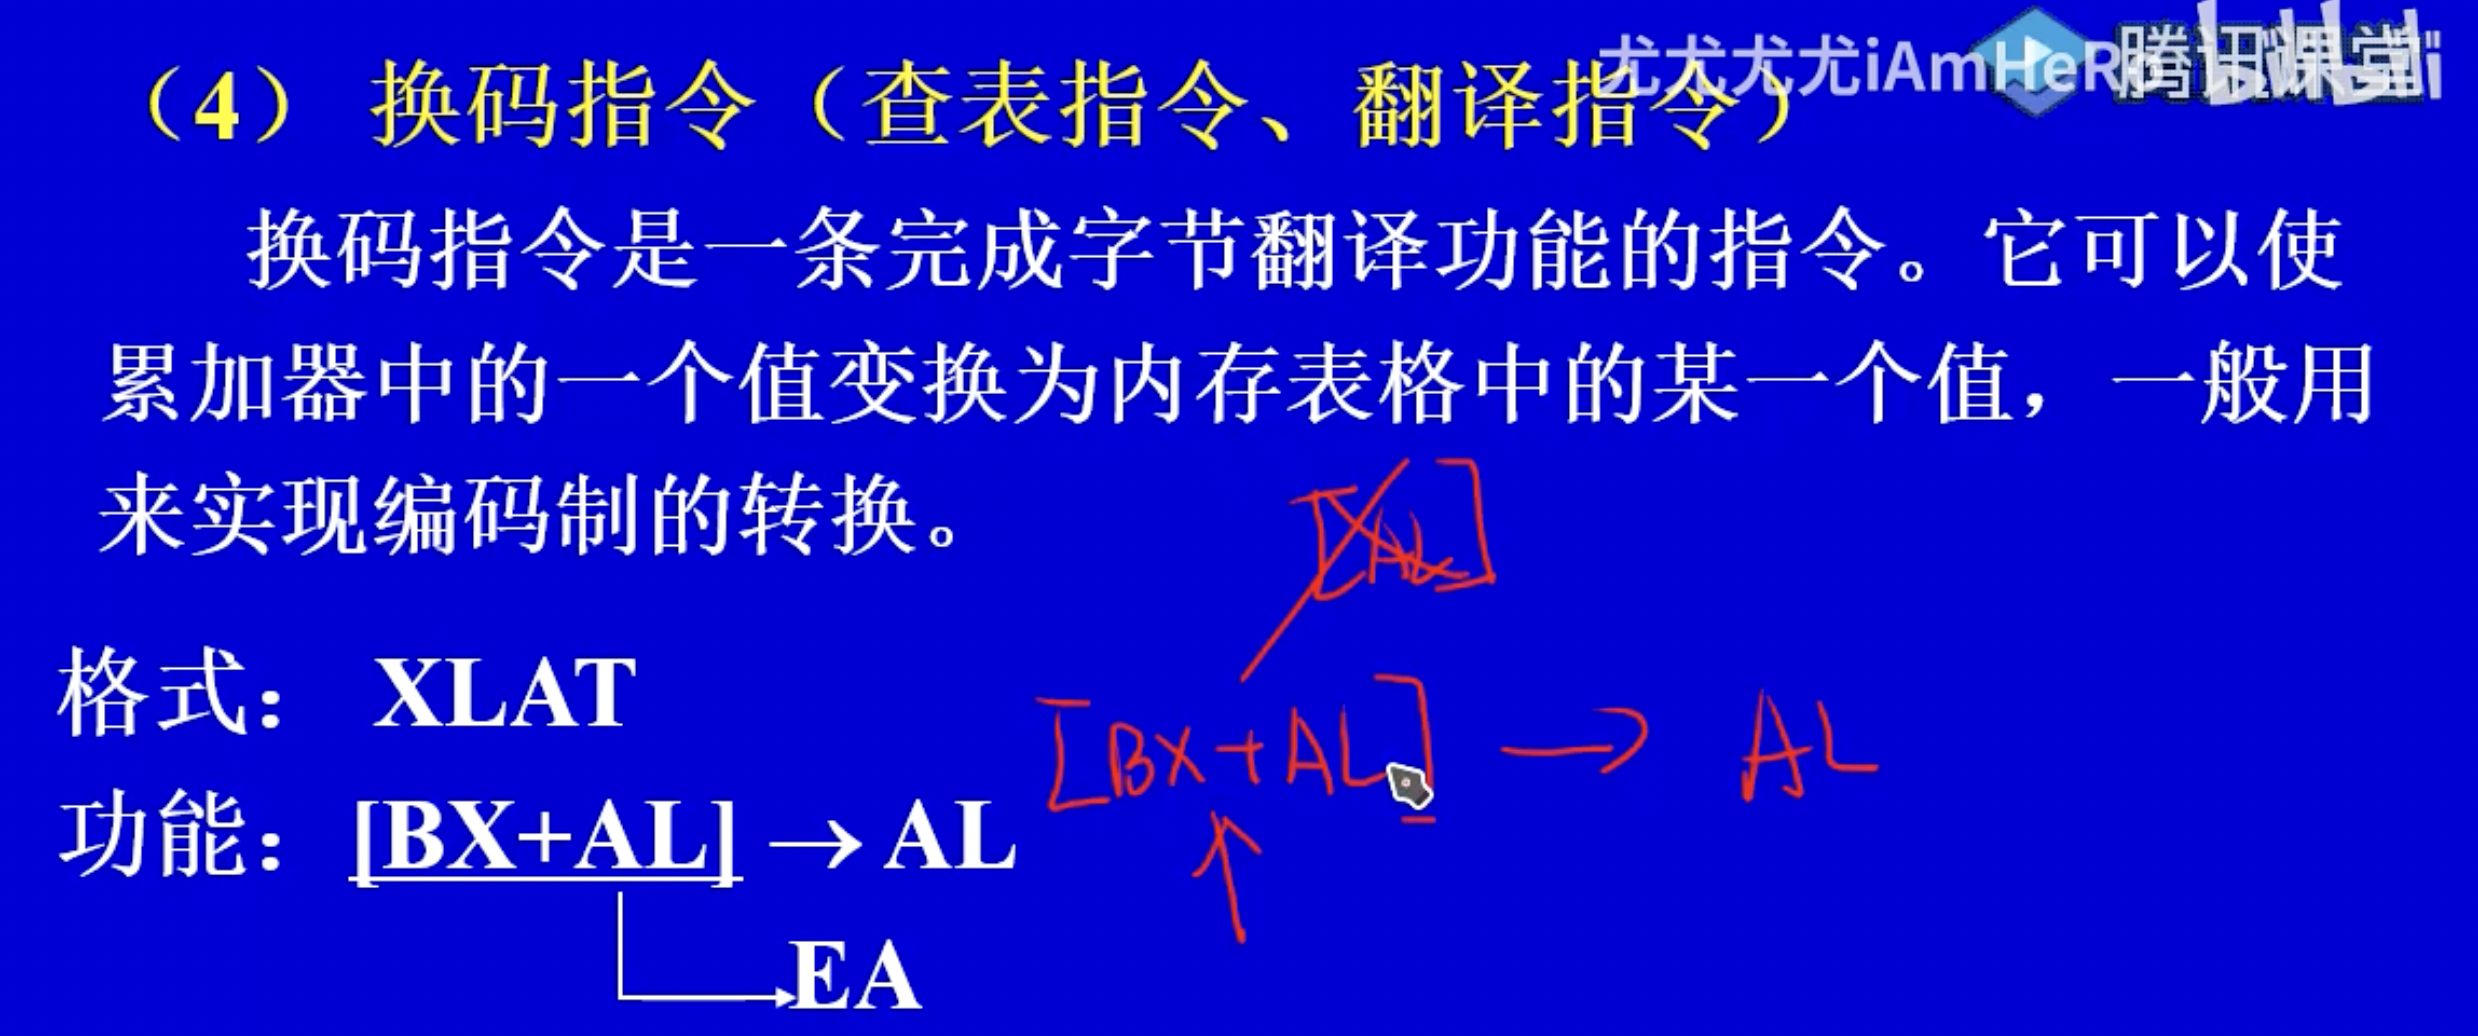 尤尤尤尤iAmHeR 腾讯课堂
（4） 换码指令（查表指令、翻译指令）
换码指令是一条完成字节翻译功能的指令。它可以使
累加器中的一个值变换为内存表格中的某一个值，一般用
来实现编码制的转换。
[AL]
格式： XLAT
[BX+AL] → AL
功能： [BX+AL] → AL
EA